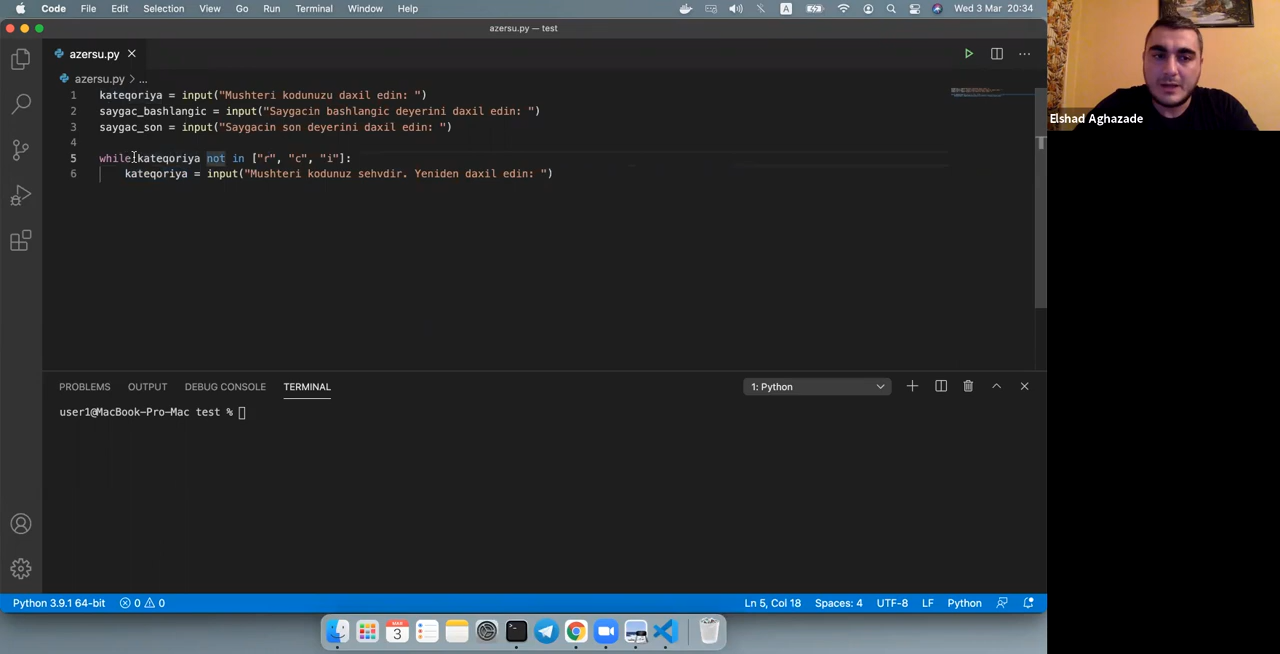 Code File Edit Selection View Go Run Terminal Window Help A Wed 3 Mar 20:34
azersu.py — test
azersu.py
azersu.py > ...
1 kateqoriya = input("Mushteri kodunuzu daxil edin: ")
2 saygac_bashlangic = input("Saygacin bashlangic deyerini daxil edin: ")
3 saygac_son = input("Saygacin son deyerini daxil edin: ")
4
5 while kateqoriya not in ["r", "c", "i"]:
6 kateqoriya = input("Mushteri kodunuz sehvdir. Yeniden daxil edin: ")
Elshad Aghazade
PROBLEMS OUTPUT DEBUG CONSOLE TERMINAL 1: Python
user1@MacBook-Pro-Mac test %
Python 3.9.1 64-bit 0 0 Ln 5, Col 18 Spaces: 4 UTF-8 LF Python
MAR
3